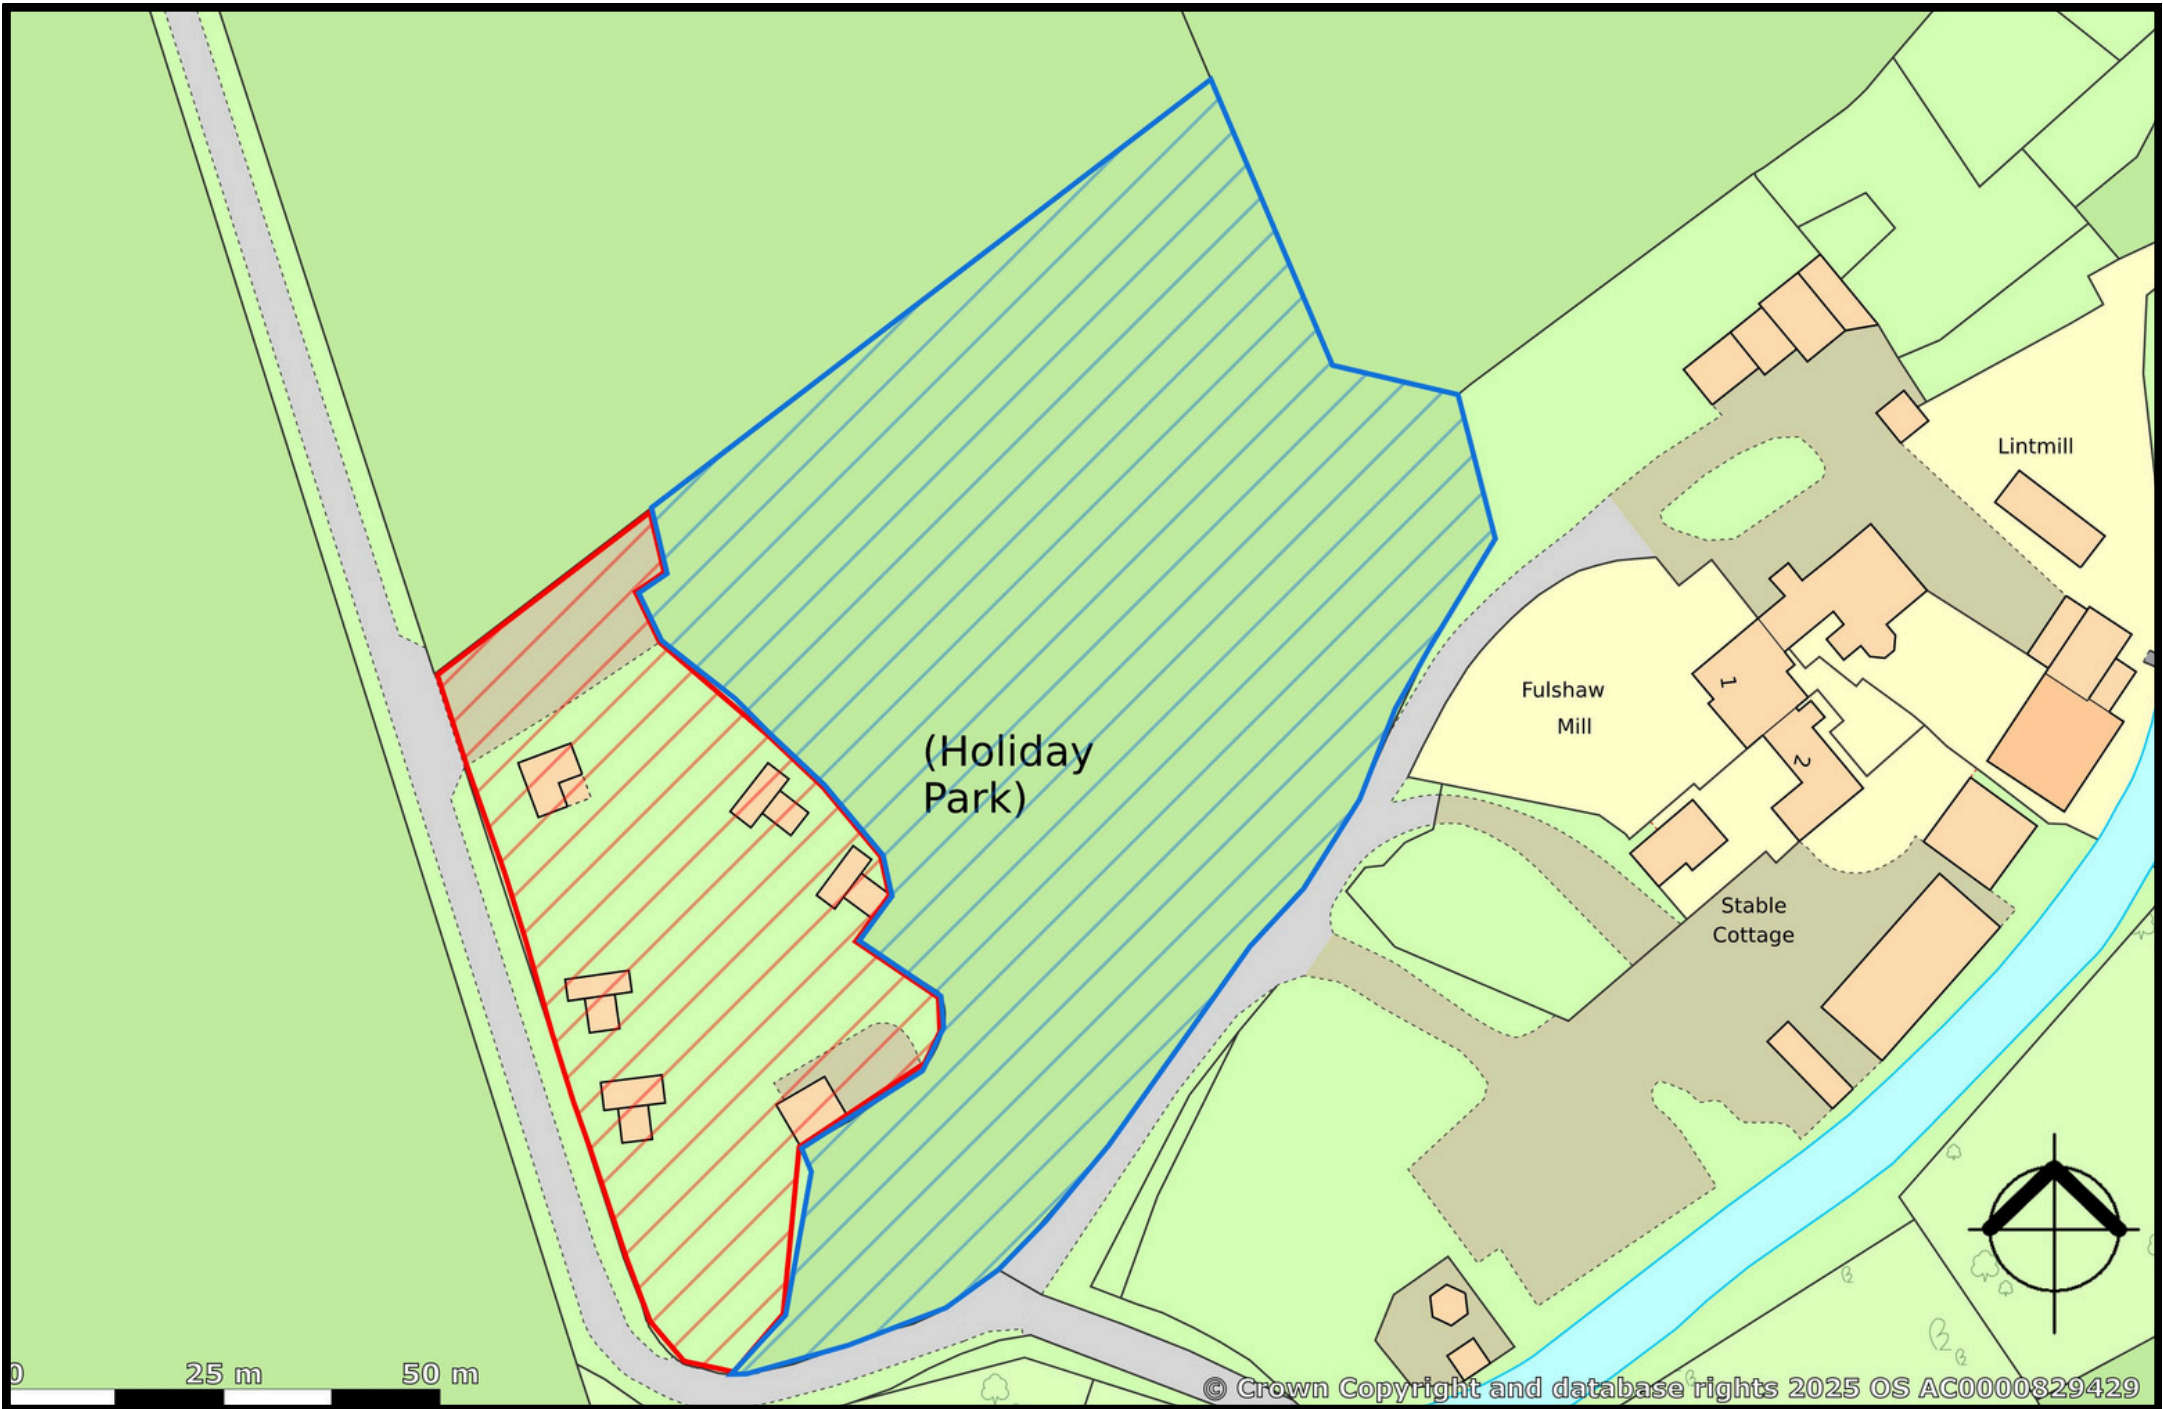 Lintmill
1
Fulshaw
Mill
(Holiday
Park)
2
Stable
Cottage
0
25 m
50 m
© Crown Copyright and database rights 2025 OS AC0000829429